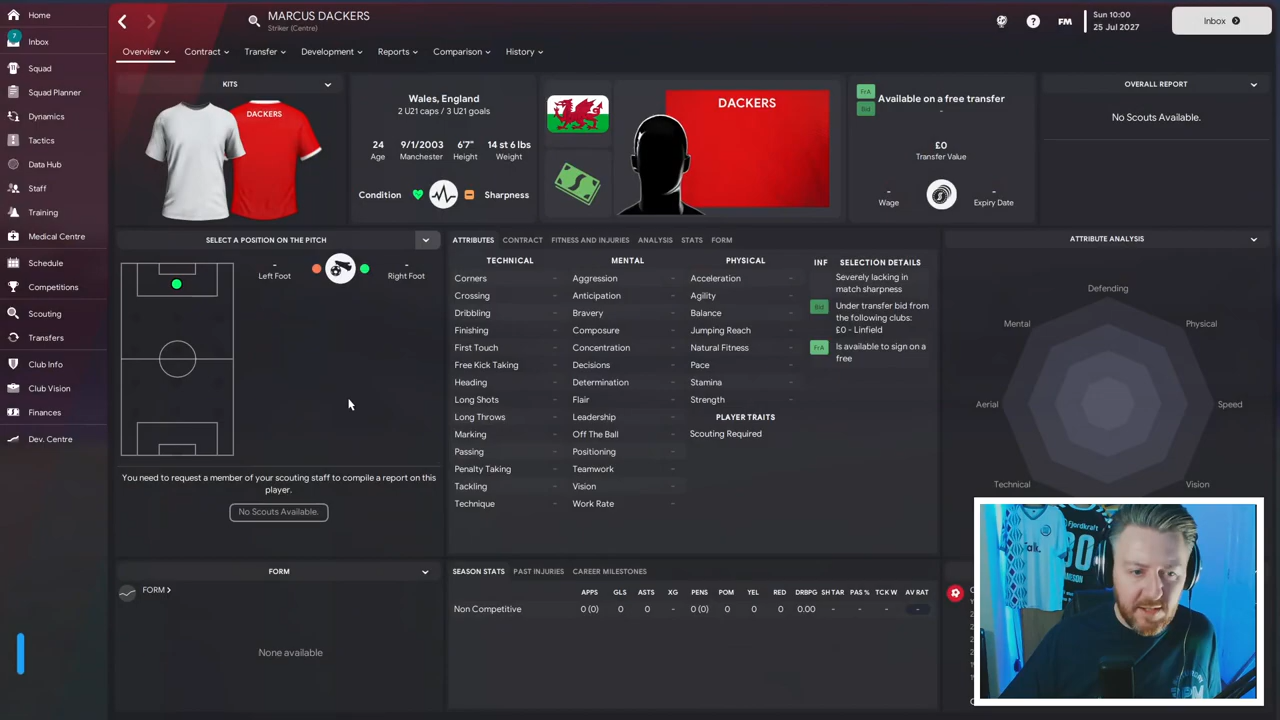 Home
7
Inbox
Squad
Squad Planner
Dynamics
Tactics
Data Hub
Staff
Training
Medical Centre
Schedule
Competitions
Scouting
Transfers
Club Info
Club Vision
Finances
Dev. Centre
MARCUS DACKERS
Striker (Centre)
FM
Sun 10:00
25 Jul 2027
Inbox
Overview
Contract
Transfer
Development
Reports
Comparison
History
KITS
DACKERS
Wales, England
2 U21 caps / 3 U21 goals
24 9/1/2003 6'7" 14 st 6 lbs
Age Manchester Height Weight
Condition Sharpness
DACKERS
FrA
Bid
Available on a free transfer
-
£0
Transfer Value
- -
Wage Expiry Date
OVERALL REPORT
No Scouts Available.
SELECT A POSITION ON THE PITCH
- -
Left Foot Right Foot
You need to request a member of your scouting staff to compile a report on this
player.
No Scouts Available.
ATTRIBUTES CONTRACT FITNESS AND INJURIES ANALYSIS STATS FORM
TECHNICAL
Corners -
Crossing -
Dribbling -
Finishing -
First Touch -
Free Kick Taking -
Heading -
Long Shots -
Long Throws -
Marking -
Passing -
Penalty Taking -
Tackling -
Technique -
MENTAL
Aggression -
Anticipation -
Bravery -
Composure -
Concentration -
Decisions -
Determination -
Flair -
Leadership -
Off The Ball -
Positioning -
Teamwork -
Vision -
Work Rate -
PHYSICAL
Acceleration -
Agility -
Balance -
Jumping Reach -
Natural Fitness -
Pace -
Stamina -
Strength -
PLAYER TRAITS
Scouting Required
INF SELECTION DETAILS
Severely lacking in
match sharpness
Bid
Under transfer bid from
the following clubs:
£0 - Linfield
FrA
Is available to sign on a
free
ATTRIBUTE ANALYSIS
Defending
Mental
Physical
Aerial
Speed
Technical
Vision
FORM
FORM
None available
SEASON STATS PAST INJURIES CAREER MILESTONES
APPS GLS ASTS XG PENS POM YEL RED DRBPG SH TAR PAS % TCK W AV RAT
Non Competitive 0 (0) 0 0 - 0 (0) 0 0 0 0.00 - - - -
Fjordkraft